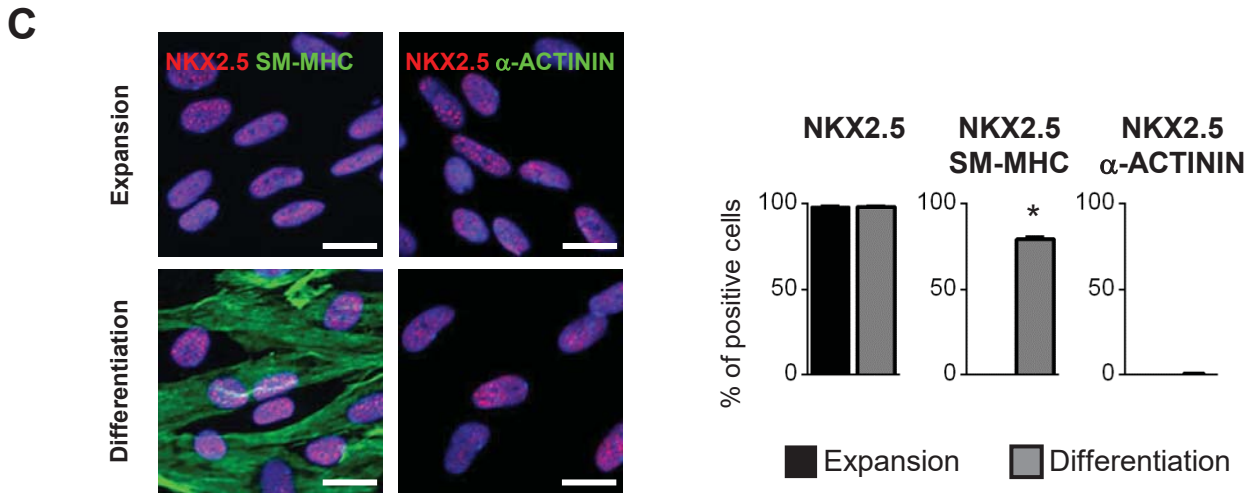 C
Expansion
NKX2.5 SM-MHC
NKX2.5 α-ACTININ
Differentiation
% of positive cells
NKX2.5
100
50
0
NKX2.5
SM-MHC
100
50
0
*
NKX2.5
α-ACTININ
100
50
0
Expansion
Differentiation